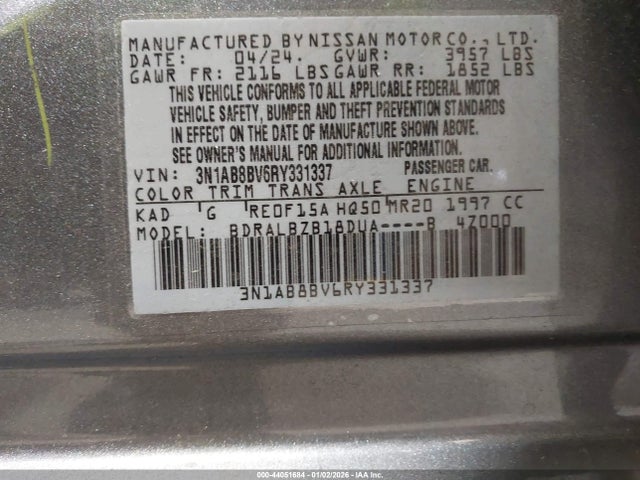 MANUFACTURED BY NISSAN MOTOR CO., LTD.
DATE: 04/24. GVWR: 3957 LBS
GAWR FR: 2116 LBS GAWR RR: 1852 LBS
THIS VEHICLE CONFORMS TO ALL APPLICABLE FEDERAL MOTOR
VEHICLE SAFETY, BUMPER AND THEFT PREVENTION STANDARDS
IN EFFECT ON THE DATE OF MANUFACTURE SHOWN ABOVE.
SEE OWNER'S MANUAL FOR ADDITIONAL INFORMATION.
VIN: 3N1AB8BV6RY331337 PASSENGER CAR.
COLOR TRIM TRANS AXLE ENGINE
KAD G RE0F15A HQ50 MR20 1997 CC
MODEL: BDRALBZB18DUA----B 4Z000
3N1AB8BV6RY331337
000-44051684 - 01/02/2026 - IAA Inc.